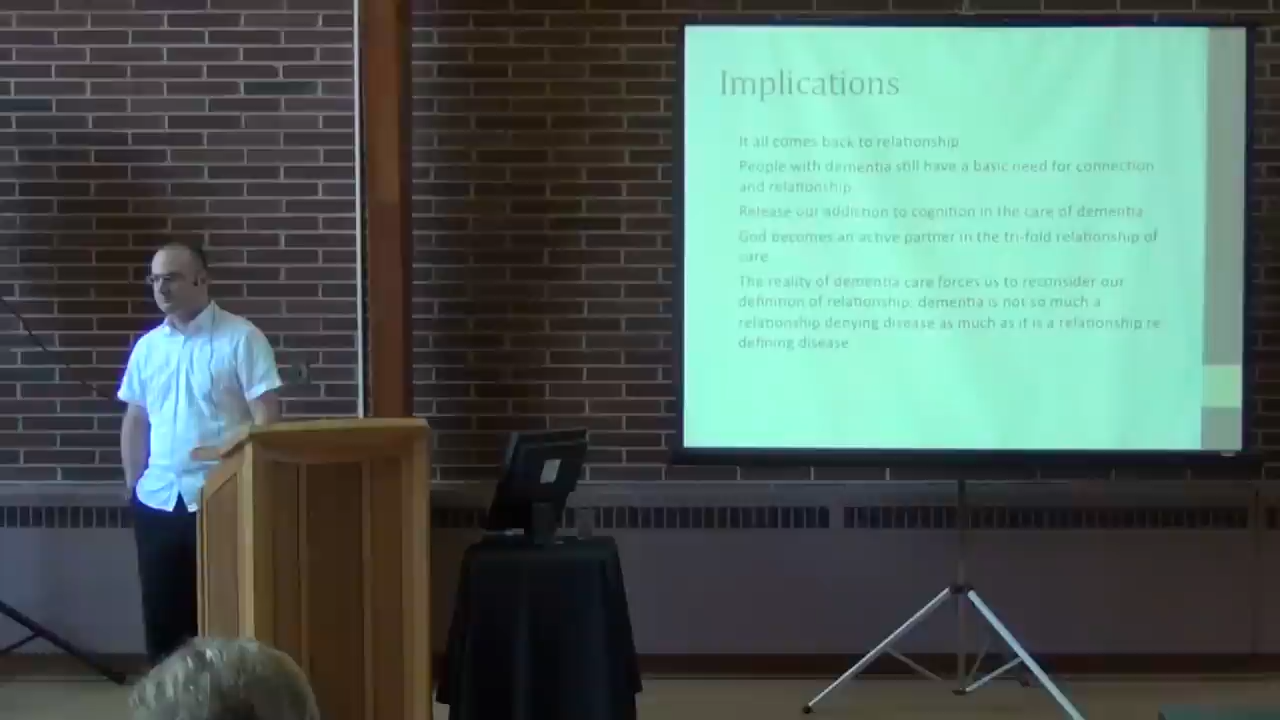 Implications
It all comes back to relationship
People with dementia still have a basic need for connection
and relationship
Release our addiction to cognition in the care of dementia
God becomes an active partner in the tri-fold relationship of
care
The reality of dementia care forces us to reconsider our
definition of relationship. dementia is not so much a
relationship denying disease as much as it is a relationship re
defining disease